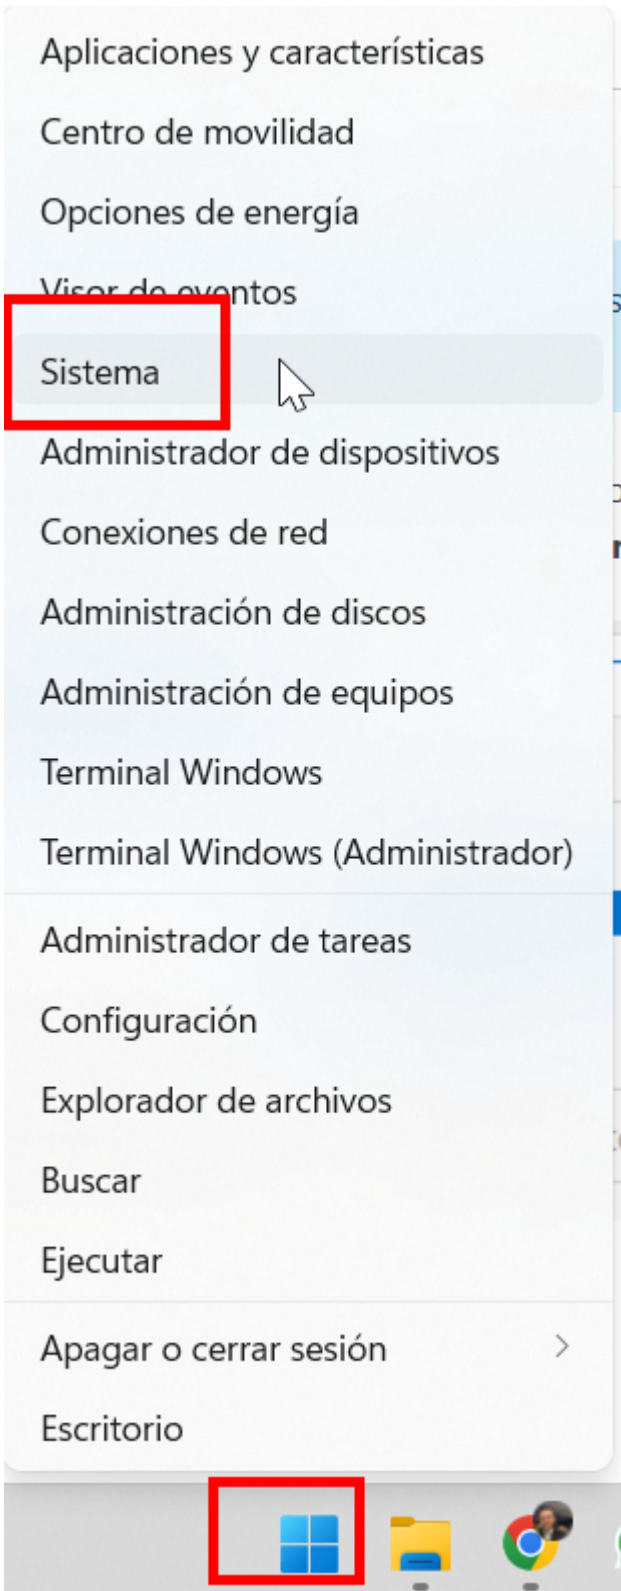 Aplicaciones y características
Centro de movilidad
Opciones de energía
Visor de eventos
Sistema
Administrador de dispositivos
Conexiones de red
Administración de discos
Administración de equipos
Terminal Windows
Terminal Windows (Administrador)
Administrador de tareas
Configuración
Explorador de archivos
Buscar
Ejecutar
Apagar o cerrar sesión
Escritorio